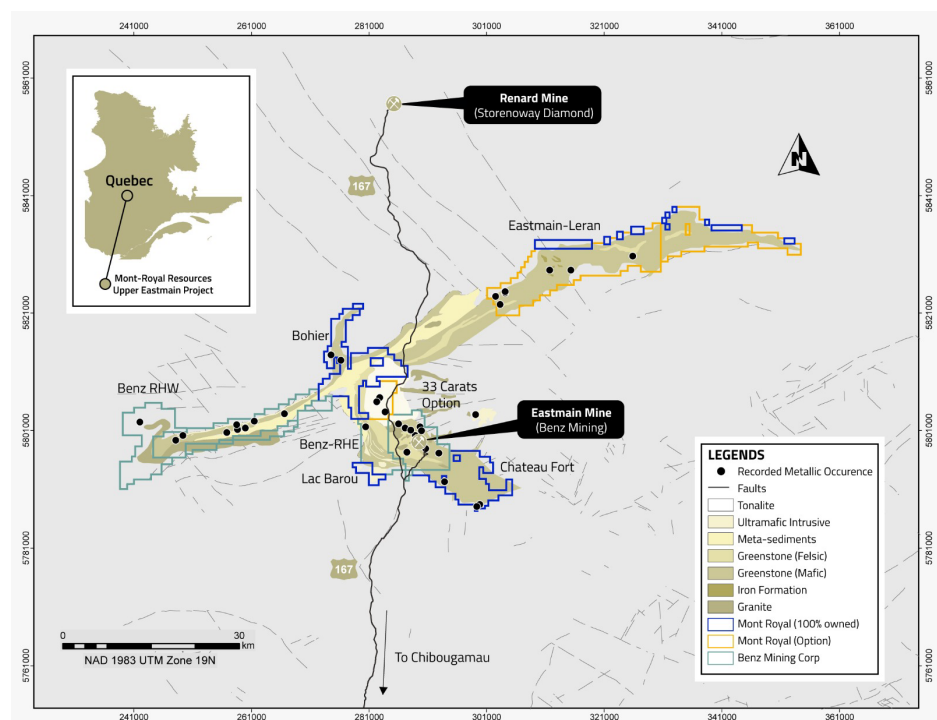 241000 261000 281000 301000 321000 341000 361000
5861000 5861000
Renard Mine
(Storenoway Diamond)
N
Quebec
167
5841000 5841000
Eastmain-Leran
Mont-Royal Resources
Upper Eastmain Project
5821000 5821000
Bohier
Benz RHW
33 Carats
Option
Eastmain Mine
(Benz Mining)
5801000 5801000
Benz-RHE
Chateau Fort
Lac Barou
LEGENDS
Recorded Metallic Occurence
Faults
Tonalite
Ultramafic Intrusive
Meta-sediments
Greenstone (Felsic)
Greenstone (Mafic)
Iron Formation
Granite
Mont Royal (100% owned)
Mont Royal (Option)
Benz Mining Corp
5781000 5781000
167
0 30
km
NAD 1983 UTM Zone 19N
To Chibougamau
5761000 5761000
241000 261000 281000 301000 321000 341000 361000